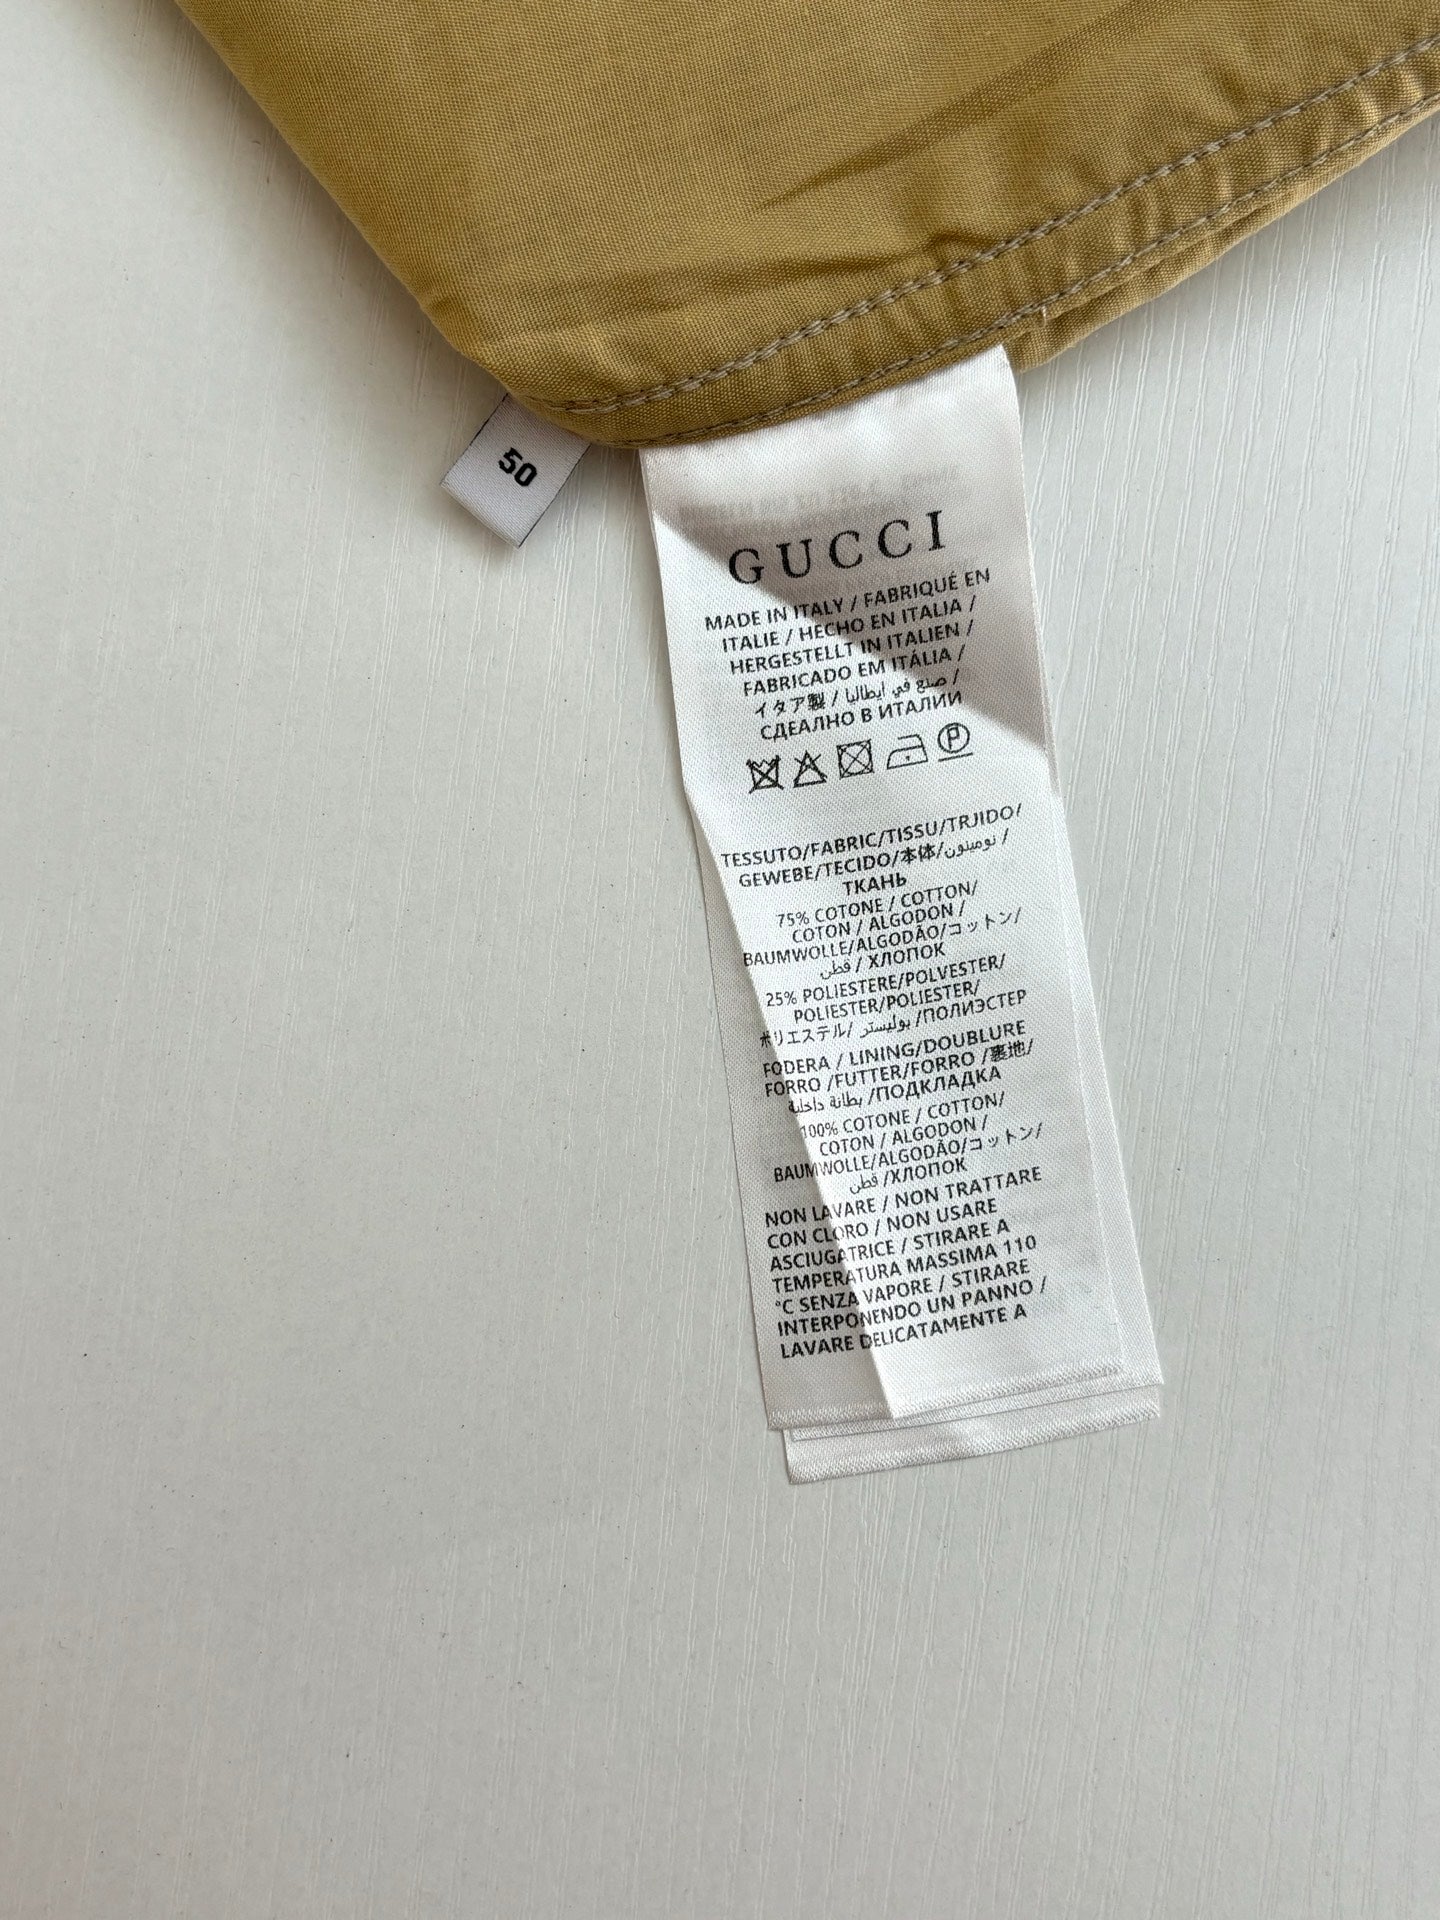 50
GUCCI
MADE IN ITALY / FABRIQUÉ EN
ITALIE / HECHO EN ITALIA /
HERGESTELLT IN ITALIEN /
FABRICADO EM ITÁLIA /
イタア製 / صنع في ايطاليا /
СДЕАЛНО В ИТАЛИИ
P
TESSUTO/FABRIC/TISSU/TRJIDO/
GEWEBE/TECIDO/本体/نومينون /
ТКАНЬ
75% COTONE / COTTON/
COTON / ALGODON /
BAUMWOLLE/ALGODÃO/コットン/
قطن / ХЛОПОК
25% POLIESTERE/POLVESTER/
POLIESTER/POLIESTER/
ポリエステル/ بوليستر /ПОЛИЭСТЕР
FODERA / LINING/DOUBLURE
FORRO /FUTTER/FORRO /裏地/
بطانة داخلية /ПОДКЛАДКА
100% COTONE / COTTON/
COTON / ALGODON /
BAUMWOLLE/ALGODÃO/コットン/
قطن /ХЛОПОК
NON LAVARE / NON TRATTARE
CON CLORO / NON USARE
ASCIUGATRICE / STIRARE A
TEMPERATURA MASSIMA 110
°C SENZA VAPORE / STIRARE
INTERPONENDO UN PANNO /
LAVARE DELICATAMENTE A